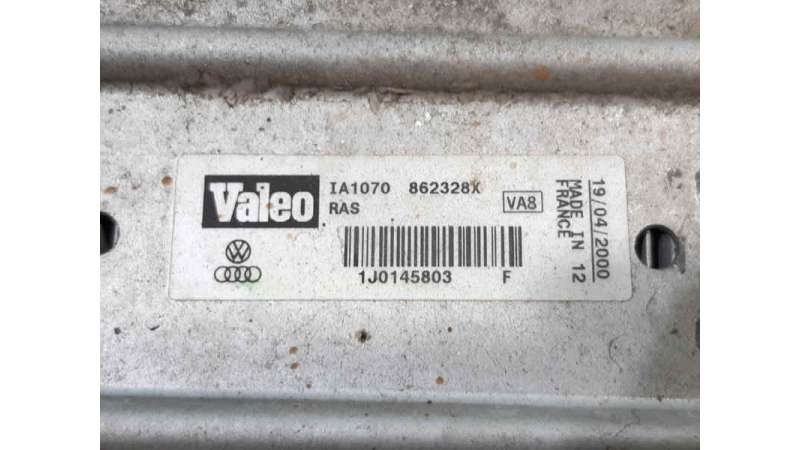 Valeo
IA1070 862328X
RAS
VA8
1J0145803 F
19/04/2000
MADE IN 12
FRANCE